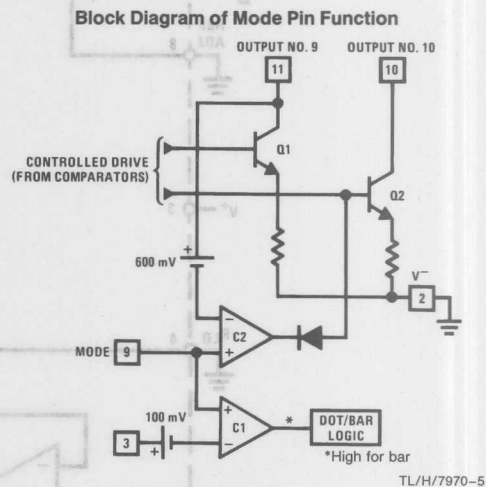 Block Diagram of Mode Pin Function
OUTPUT NO. 9
OUTPUT NO. 10
11
10
Q1
CONTROLLED DRIVE
(FROM COMPARATORS)
Q2
+
600 mV
V−
2
−
C2
+
MODE
9
100 mV
+
C1
−
*
DOT/BAR
LOGIC
3
+
*High for bar
TL/H/7970–5